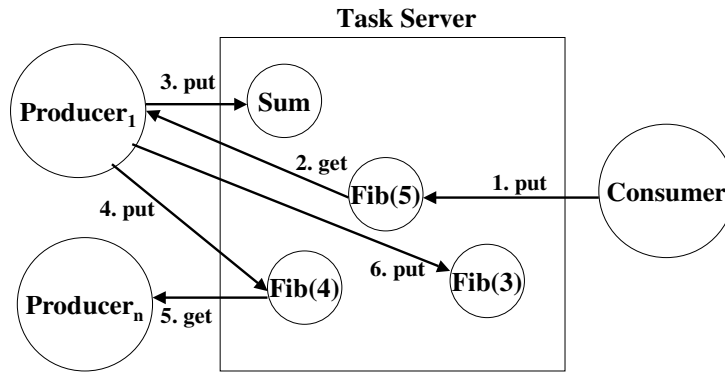 Task Server
3. put
Sum
Producer1
2. get
Fib(5)
1. put
Consumer
4. put
6. put
Fib(3)
Fib(4)
5. get
Producern